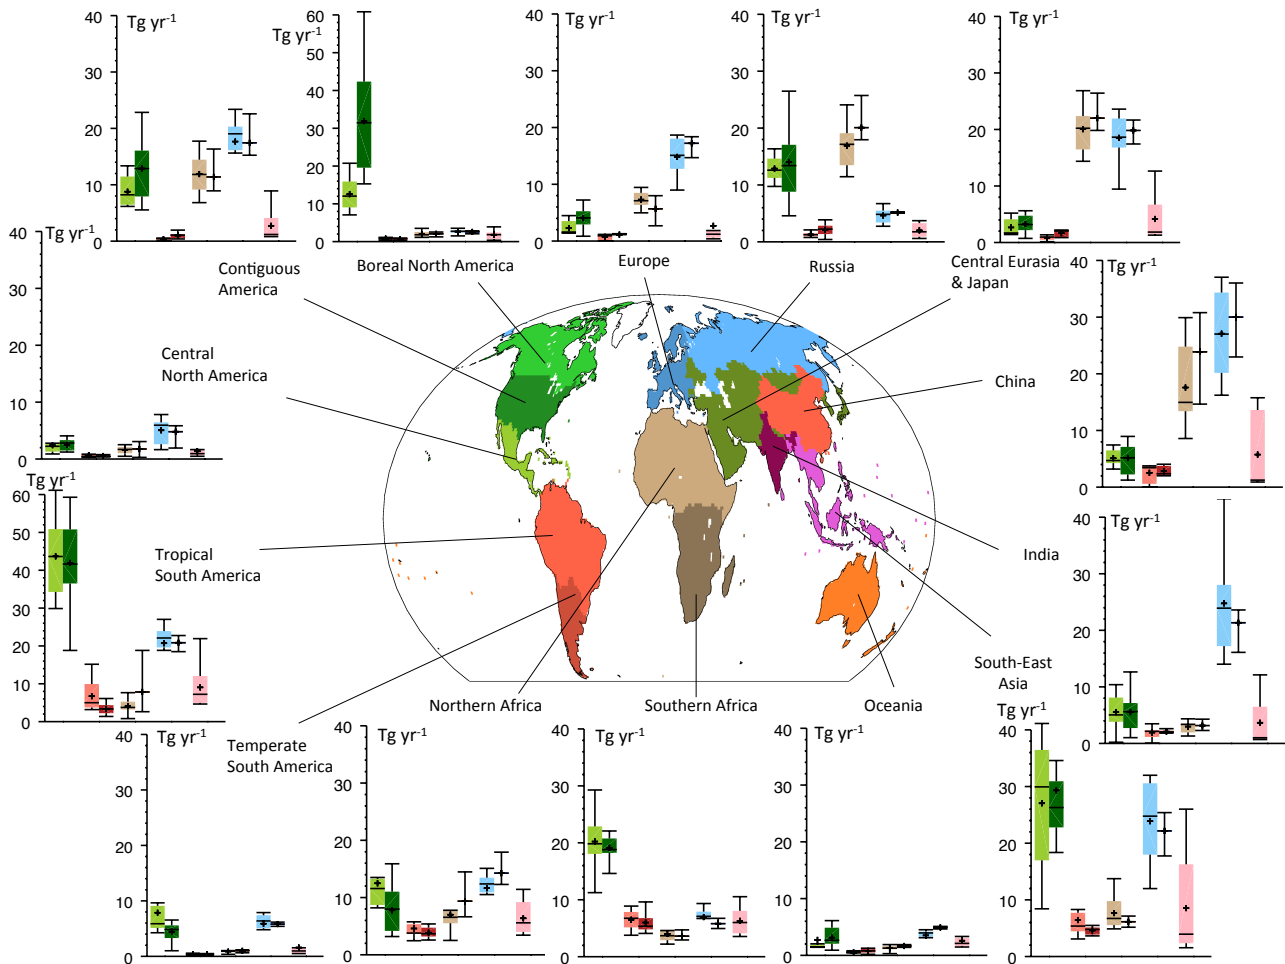 Tg yr-1
40
30
20
10
0
Tg yr-1
60
50
40
30
20
10
0
Tg yr-1
40
30
20
10
0
Tg yr-1
40
30
20
10
0
Tg yr-1
40
30
20
10
0
Tg yr-1
40
30
20
10
0
Contiguous
America
Boreal North America
Europe
Russia
Central Eurasia
& Japan
Tg yr-1
40
30
20
10
0
Central
North America
China
Tg yr-1
60
50
40
30
20
10
0
Tropical
South America
India
Tg yr-1
40
30
20
10
0
South-East
Asia
Northern Africa
Southern Africa
Oceania
Tg yr-1
40
30
20
10
0
Temperate
South America
Tg yr-1
40
30
20
10
0
Tg yr-1
40
30
20
10
0
Tg yr-1
40
30
20
10
0
Tg yr-1
40
30
20
10
0